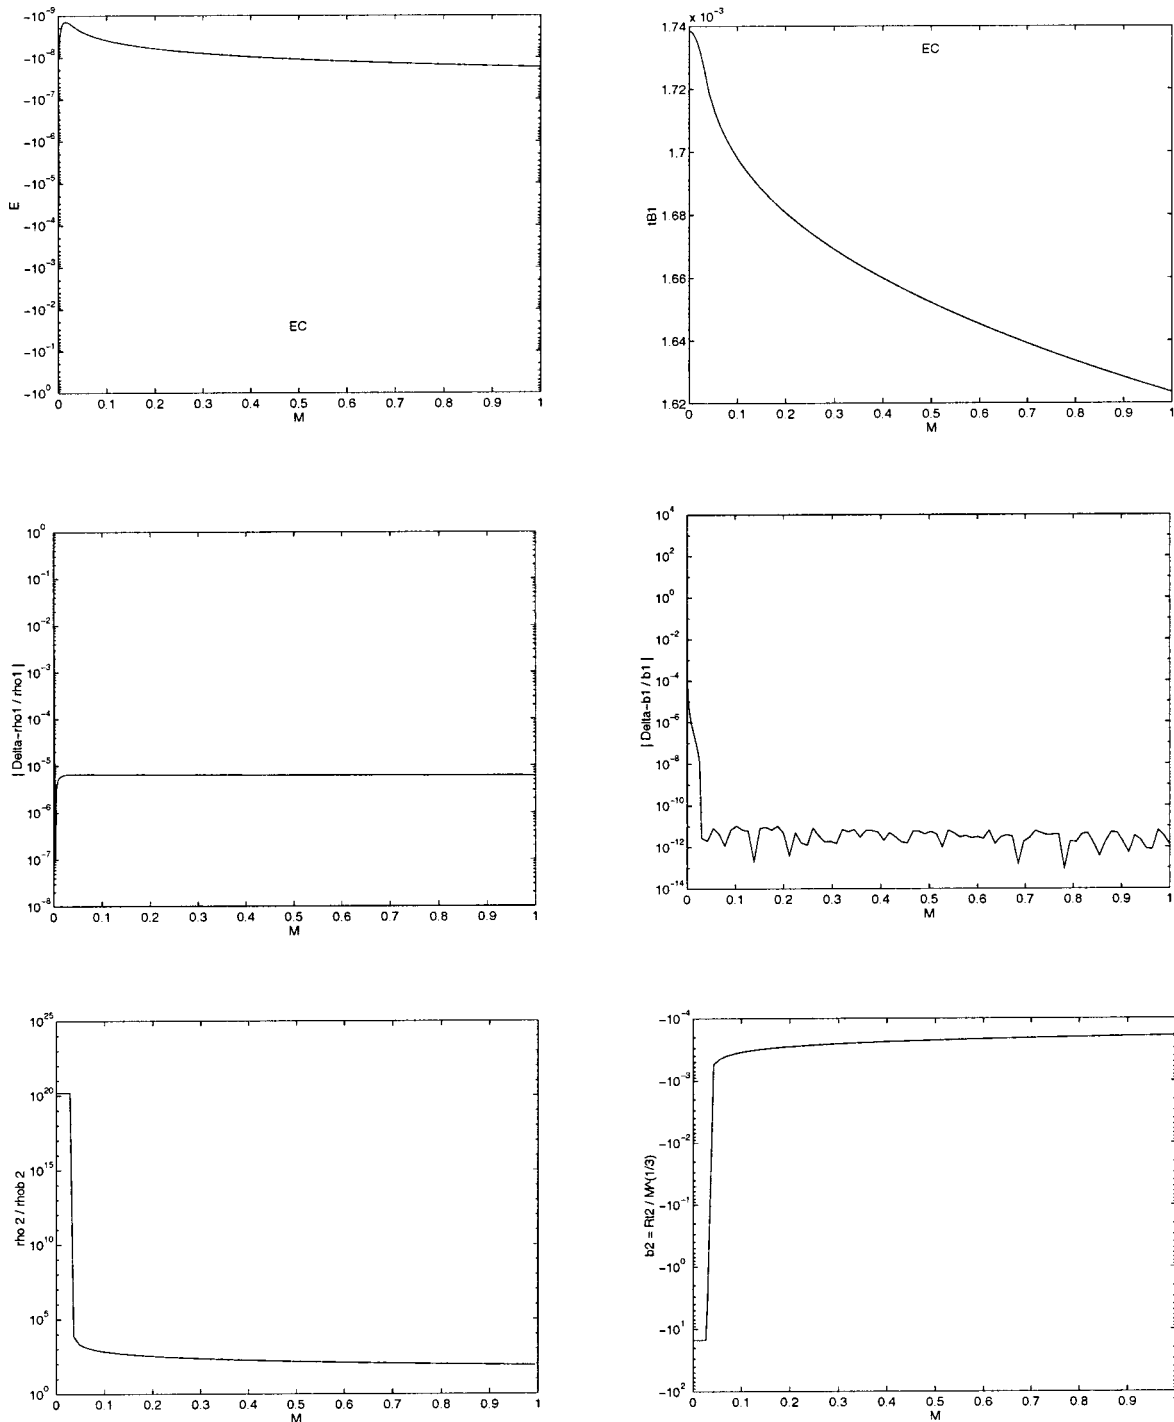 -10^-9
-10^-8
-10^-7
-10^-6
-10^-5
-10^-4
-10^-3
-10^-2
-10^-1
-10^0
E
EC
0 0.1 0.2 0.3 0.4 0.5 0.6 0.7 0.8 0.9 1
M
x 10^-3
1.74
1.72
1.7
1.68
1.66
1.64
1.62
tB1
EC
0 0.1 0.2 0.3 0.4 0.5 0.6 0.7 0.8 0.9 1
M
10^0
10^-1
10^-2
10^-3
10^-4
10^-5
10^-6
10^-7
10^-8
| Delta-rho1 / rho1 |
0 0.1 0.2 0.3 0.4 0.5 0.6 0.7 0.8 0.9 1
M
10^4
10^2
10^0
10^-2
10^-4
10^-6
10^-8
10^-10
10^-12
10^-14
| Delta-b1 / b1 |
0 0.1 0.2 0.3 0.4 0.5 0.6 0.7 0.8 0.9 1
M
10^25
10^20
10^15
10^10
10^5
10^0
rho 2 / rhob 2
0 0.1 0.2 0.3 0.4 0.5 0.6 0.7 0.8 0.9 1
M
-10^-4
-10^-3
-10^-2
-10^-1
-10^0
-10^1
-10^2
b2 = Rt2 / M^(1/3)
0 0.1 0.2 0.3 0.4 0.5 0.6 0.7 0.8 0.9 1
M